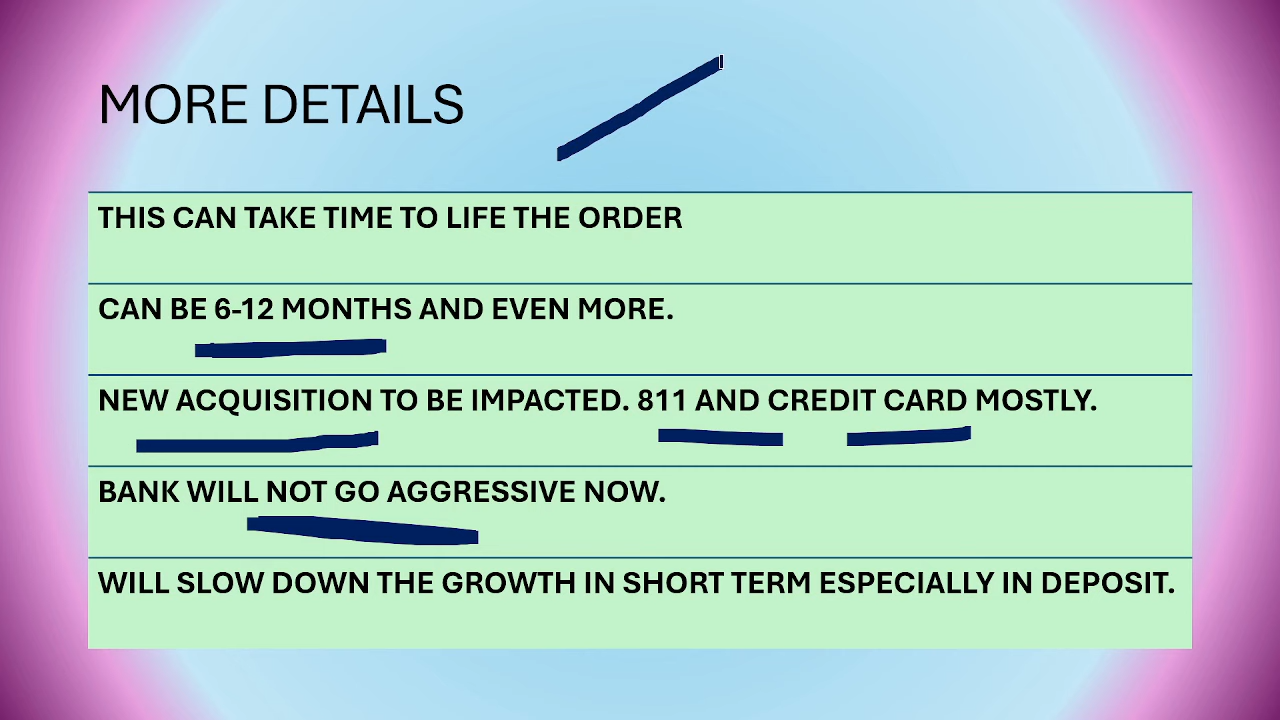 MORE DETAILS
THIS CAN TAKE TIME TO LIFE THE ORDER
CAN BE 6-12 MONTHS AND EVEN MORE.
NEW ACQUISITION TO BE IMPACTED. 811 AND CREDIT CARD MOSTLY.
BANK WILL NOT GO AGGRESSIVE NOW.
WILL SLOW DOWN THE GROWTH IN SHORT TERM ESPECIALLY IN DEPOSIT.